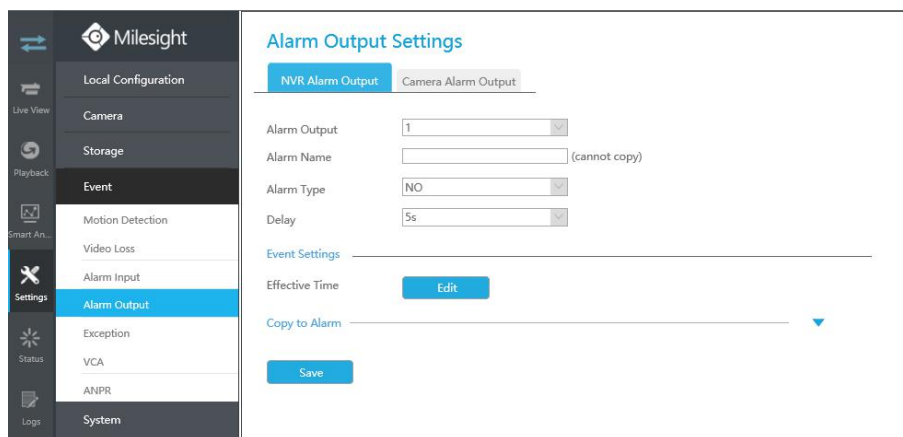 Milesight
Live View
Playback
Smart An...
Settings
Status
Logs
Local Configuration
Camera
Storage
Event
Motion Detection
Video Loss
Alarm Input
Alarm Output
Exception
VCA
ANPR
System
Alarm Output Settings
NVR Alarm Output
Camera Alarm Output
Alarm Output 1
Alarm Name (cannot copy)
Alarm Type NO
Delay 5s
Event Settings
Effective Time Edit
Copy to Alarm
Save